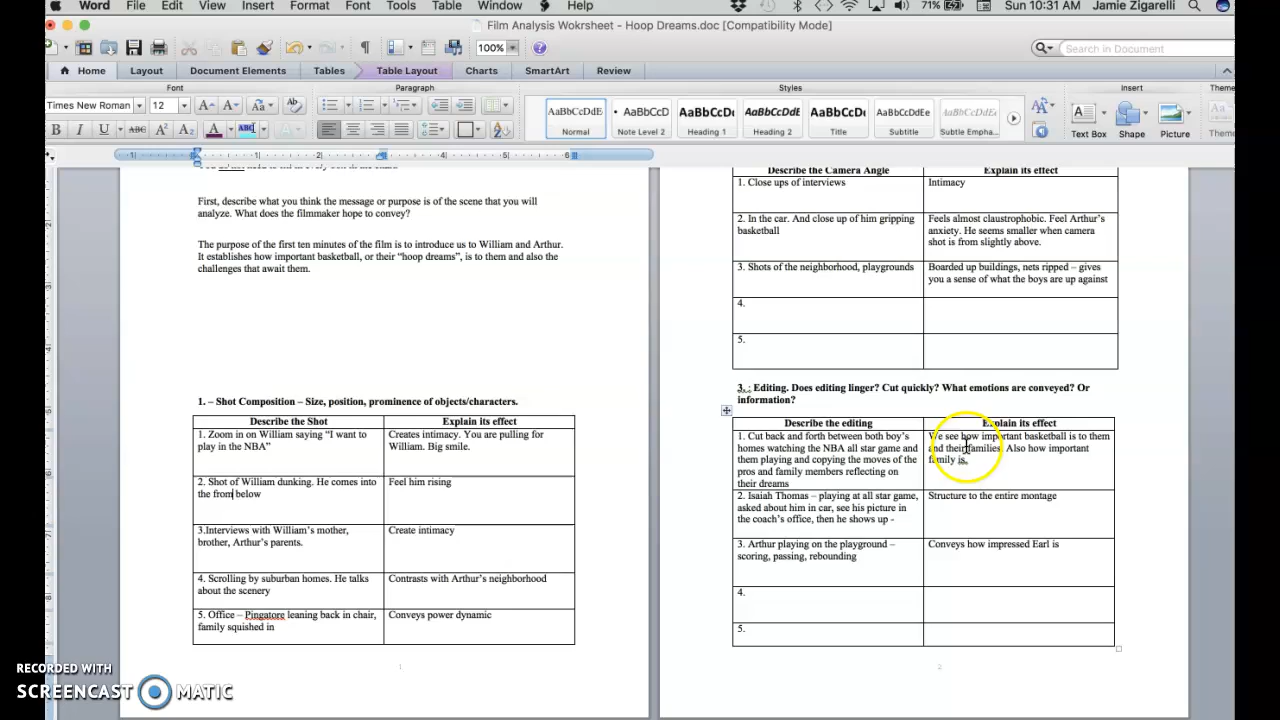 Word File Edit View Insert Format Font Tools Table Window Help 71% Sun 10:31 AM Jamie Zigarelli
Film Analysis Woksheet - Hoop Dreams.doc [Compatibility Mode]
100% Search in Document
Home Layout Document Elements Tables Table Layout Charts SmartArt Review
Font Paragraph Styles Insert Theme
Times New Roman 12
AaBbCcDdE AaBbCcD AaBbCc AaBbCcDc AaBbCc AaBbCcDdEe AaBbCcDdE
Normal Note Level 2 Heading 1 Heading 2 Title Subtitle Subtle Empha... Text Box Shape Picture Theme
First, describe what you think the message or purpose is of the scene that you will
analyze. What does the filmmaker hope to convey?
The purpose of the first ten minutes of the film is to introduce us to William and Arthur.
It establishes how important basketball, or their “hoop dreams”, is to them and also the
challenges that await them.
1. – Shot Composition – Size, position, prominence of objects/characters.
Describe the Shot Explain its effect
1. Zoom in on William saying “I want to
play in the NBA”
Creates intimacy. You are pulling for
William. Big smile.
2. Shot of William dunking. He comes into
the from below
Feel him rising
3.Interviews with William’s mother,
brother, Arthur’s parents.
Create intimacy
4. Scrolling by suburban homes. He talks
about the scenery
Contrasts with Arthur’s neighborhood
5. Office – Pingatore leaning back in chair,
family squished in
Conveys power dynamic
1
Describe the Camera Angle Explain its effect
1. Close ups of interviews
Intimacy
2. In the car. And close up of him gripping
basketball
Feels almost claustrophobic. Feel Arthur’s
anxiety. He seems smaller when camera
shot is from slightly above.
3. Shots of the neighborhood, playgrounds
Boarded up buildings, nets ripped – gives
you a sense of what the boys are up against
4.
5.
3. : Editing. Does editing linger? Cut quickly? What emotions are conveyed? Or
information?
Describe the editing Explain its effect
1. Cut back and forth between both boy’s
homes watching the NBA all star game and
them playing and copying the moves of the
pros and family members reflecting on
their dreams
We see how important basketball is to them
and their families. Also how important
family is.
2. Isaiah Thomas – playing at all star game,
asked about him in car, see his picture in
the coach’s office, then he shows up -
Structure to the entire montage
3. Arthur playing on the playground –
scoring, passing, rebounding
Conveys how impressed Earl is
4.
5.
2
RECORDED WITH
SCREENCAST MATIC